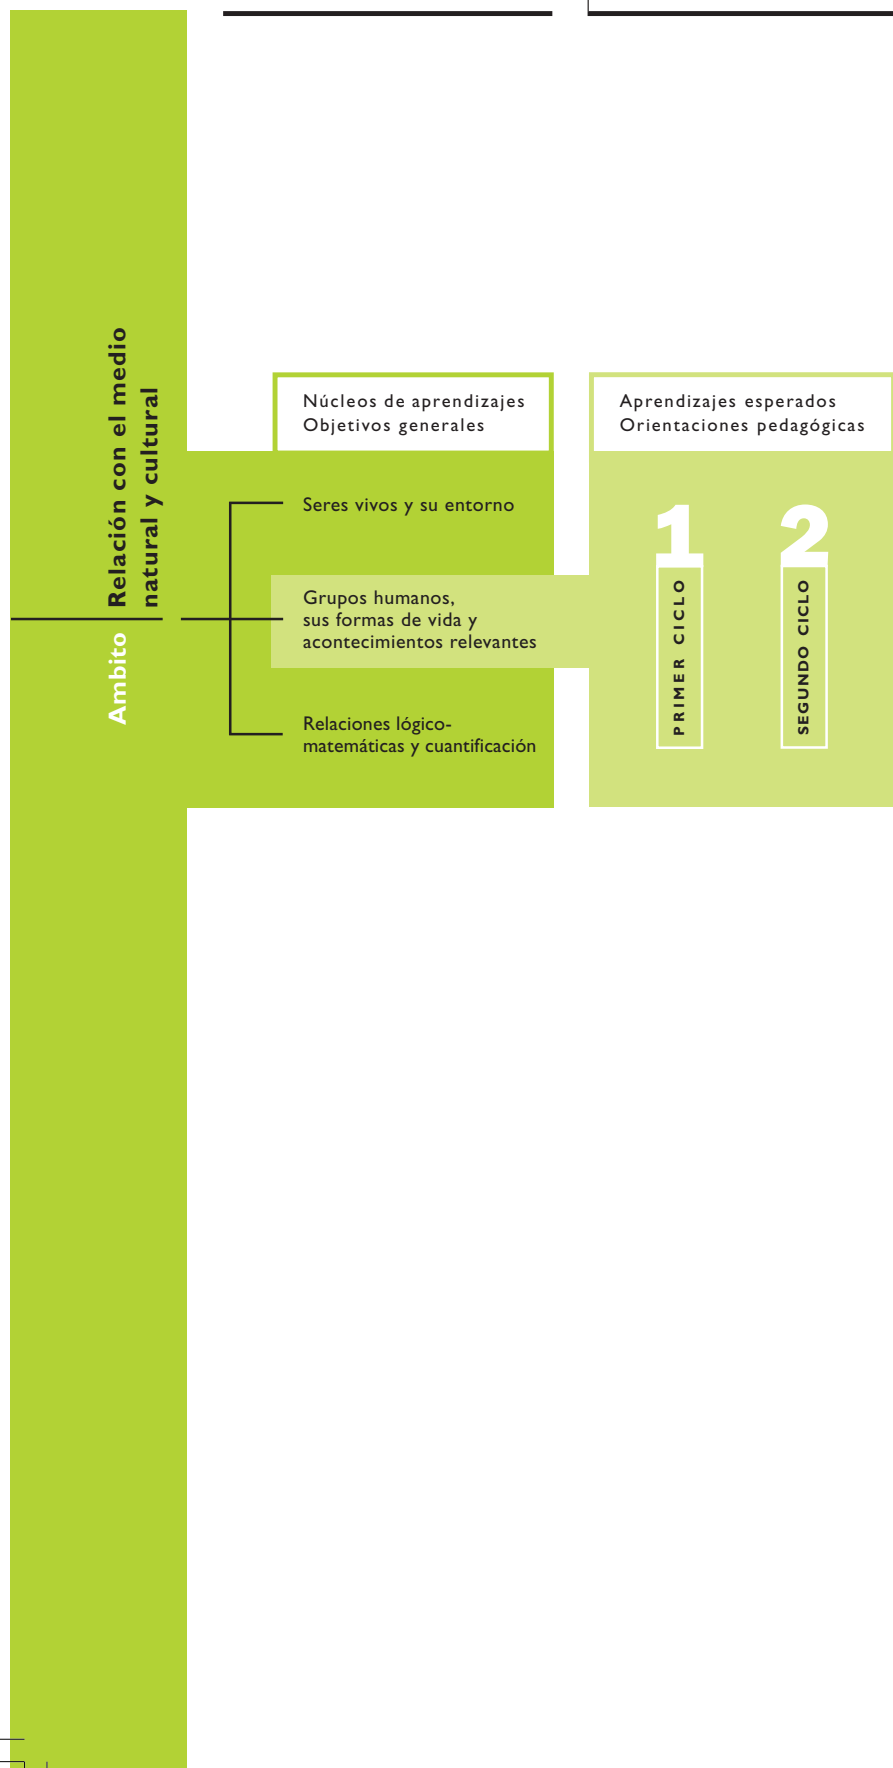 Ambito
Relación con el medio
natural y cultural
Núcleos de aprendizajes
Objetivos generales
Seres vivos y su entorno
Grupos humanos,
sus formas de vida y
acontecimientos relevantes
Relaciones lógico-
matemáticas y cuantificación
Aprendizajes esperados
Orientaciones pedagógicas
1
PRIMER CICLO
2
SEGUNDO CICLO